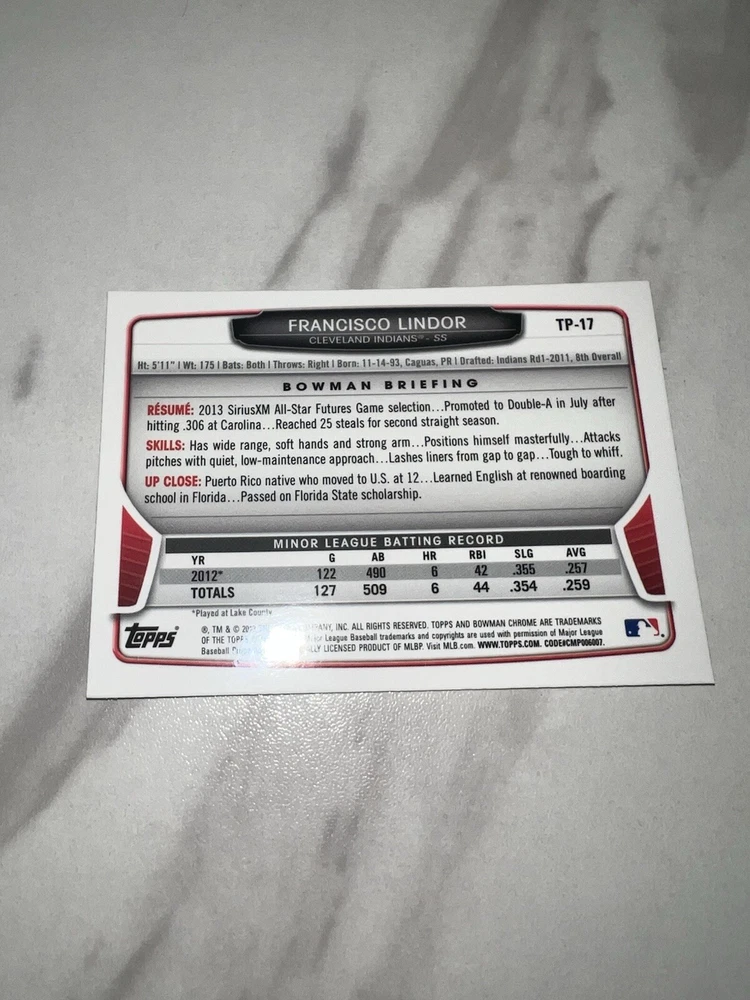 FRANCISCO LINDOR
CLEVELAND INDIANS® - SS
TP-17
Ht: 5'11" | Wt: 175 | Bats: Both | Throws: Right | Born: 11-14-93, Caguas, PR | Drafted: Indians Rd1-2011, 8th Overall
BOWMAN BRIEFING
RÉSUMÉ: 2013 SiriusXM All-Star Futures Game selection...Promoted to Double-A in July after
hitting .306 at Carolina...Reached 25 steals for second straight season.
SKILLS: Has wide range, soft hands and strong arm...Positions himself masterfully...Attacks
pitches with quiet, low-maintenance approach...Lashes liners from gap to gap...Tough to whiff.
UP CLOSE: Puerto Rico native who moved to U.S. at 12...Learned English at renowned boarding
school in Florida...Passed on Florida State scholarship.
MINOR LEAGUE BATTING RECORD
YR G AB HR RBI SLG AVG
2012* 122 490 6 42 .355 .257
TOTALS 127 509 6 44 .354 .259
*Played at Lake County
Topps®
®, TM & © INC. ALL RIGHTS RESERVED. TOPPS AND BOWMAN CHROME ARE TRADEMARKS
OF THE League Baseball trademarks and copyrights are used with permission of Major League
Baseball LICENSED PRODUCT OF MLBP. Visit MLB.com. WWW.TOPPS.COM. CODE#CMP006007.